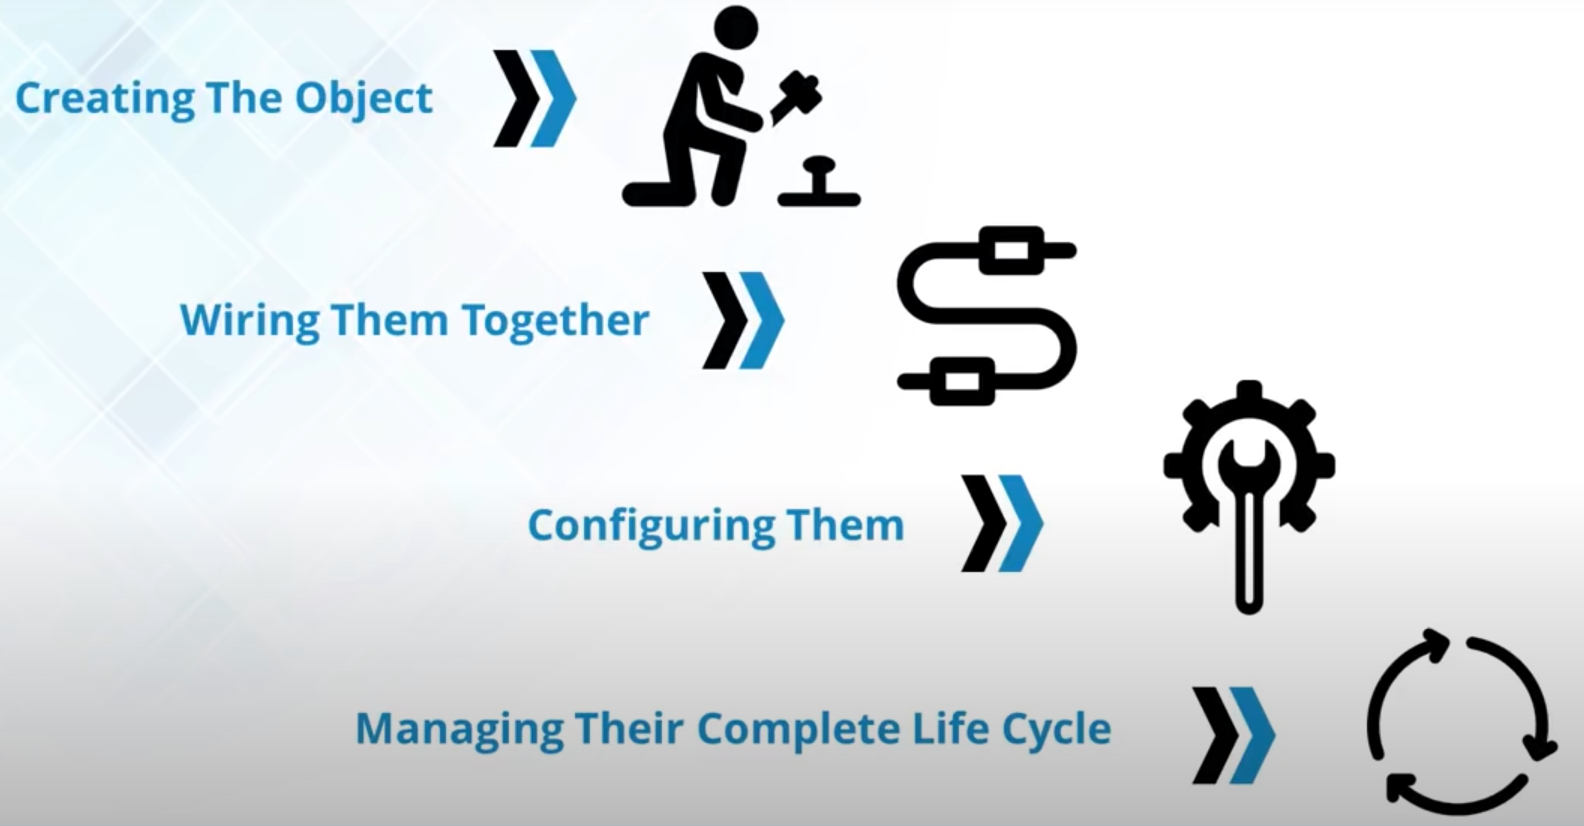 Creating The Object
Wiring Them Together
Configuring Them
Managing Their Complete Life Cycle